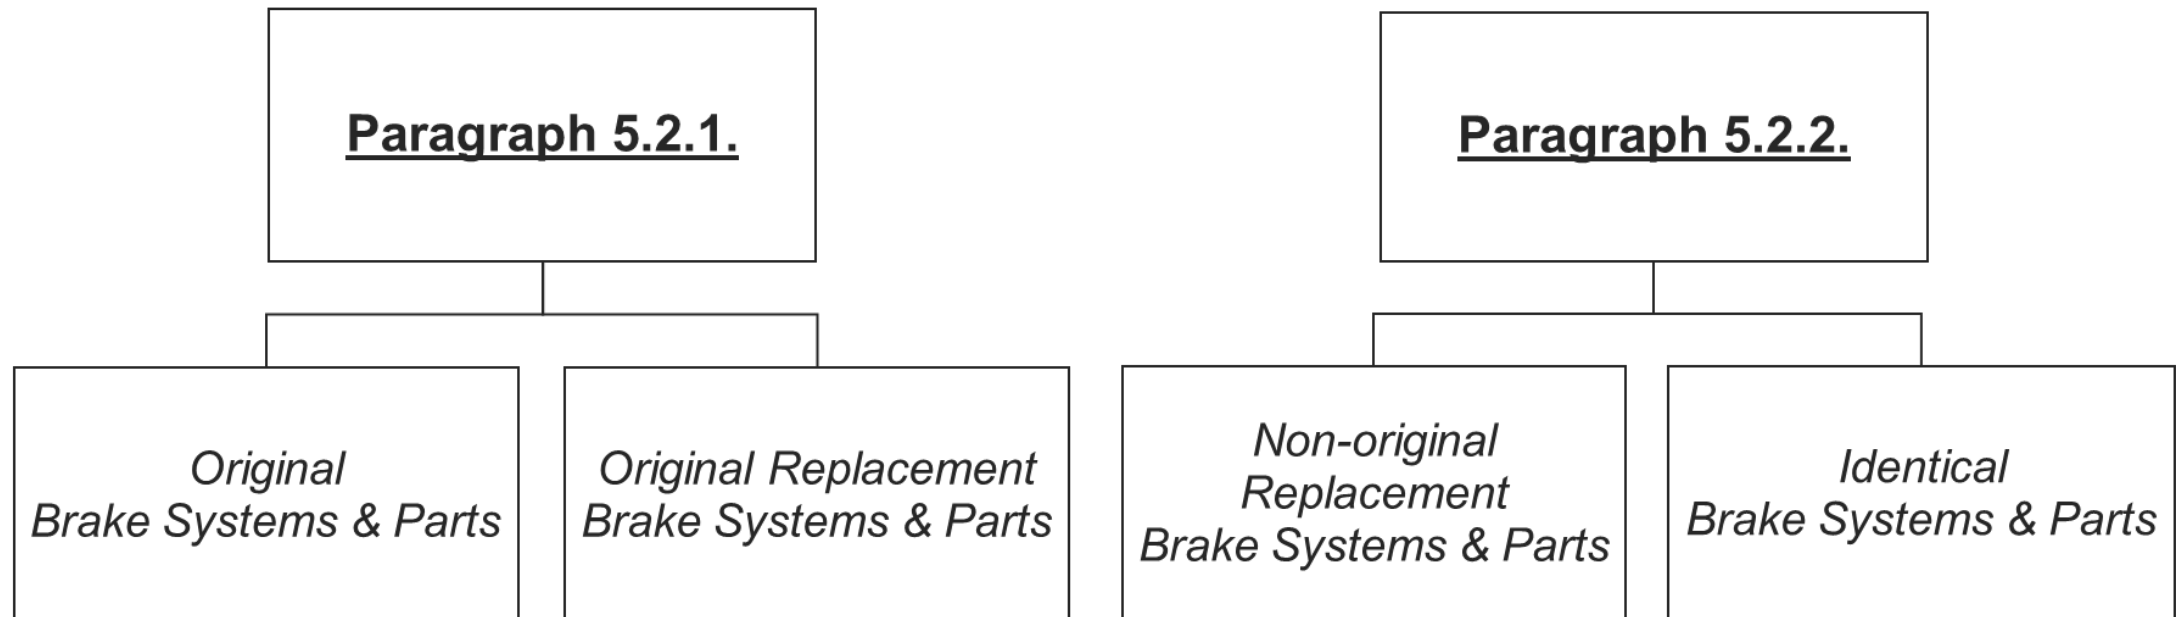 Paragraph 5.2.1.
Paragraph 5.2.2.
Original
Brake Systems & Parts
Original Replacement
Brake Systems & Parts
Non-original
Replacement
Brake Systems & Parts
Identical
Brake Systems & Parts